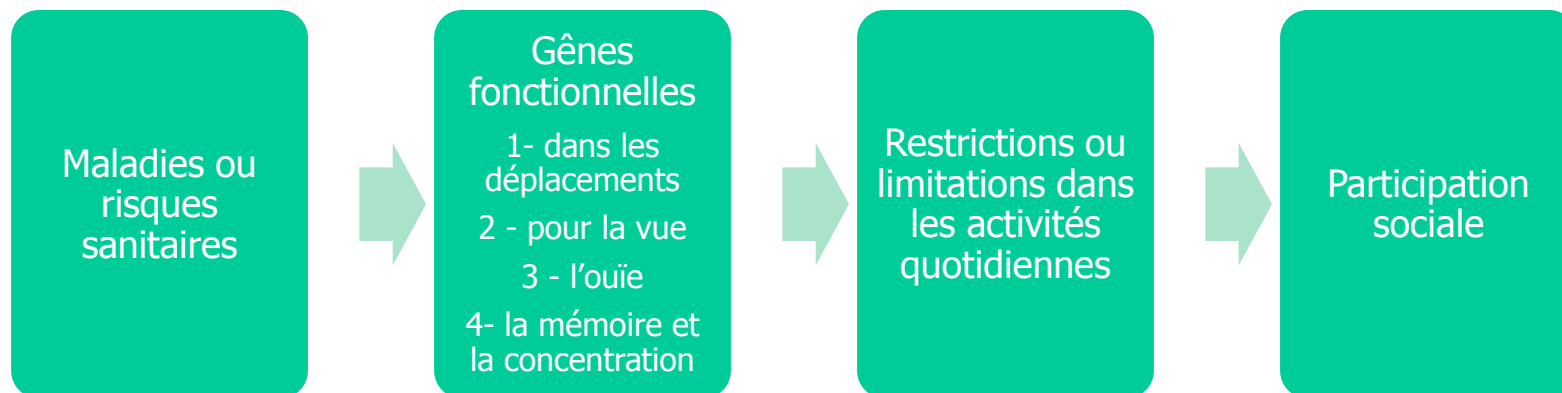 Maladies ou
risques
sanitaires
Gênes
fonctionnelles
1- dans les
déplacements
2 - pour la vue
3 - l’ouïe
4- la mémoire et
la concentration
Restrictions ou
limitations dans
les activités
quotidiennes
Participation
sociale